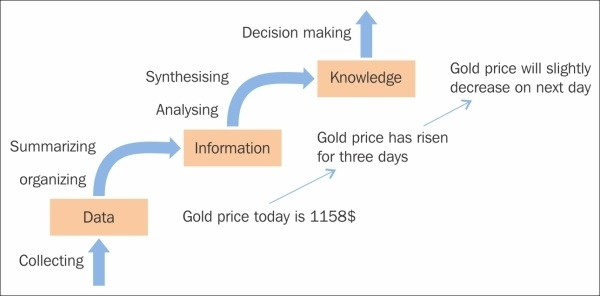 Decision making
Synthesising
Knowledge
Gold price will slightly
decrease on next day
Analysing
Summarizing
Information
Gold price has risen
for three days
organizing
Data
Gold price today is 1158$
Collecting